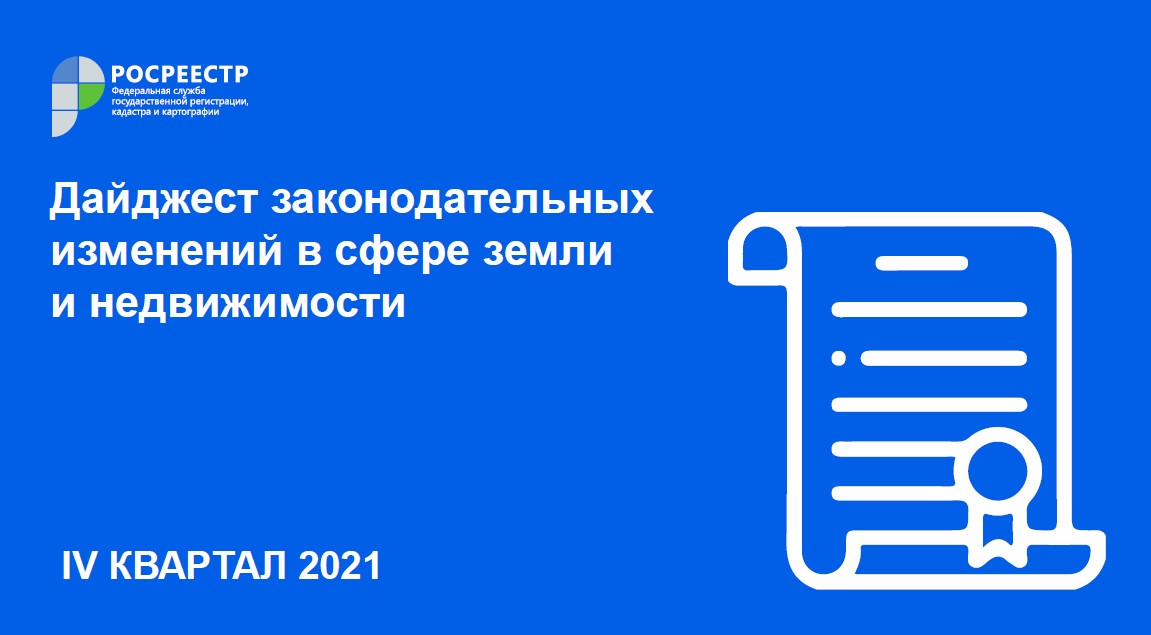 РОСРЕЕСТР
Федеральная служба
государственной регистрации,
кадастра и картографии
Дайджест законодательных
изменений в сфере земли
и недвижимости
IV КВАРТАЛ 2021